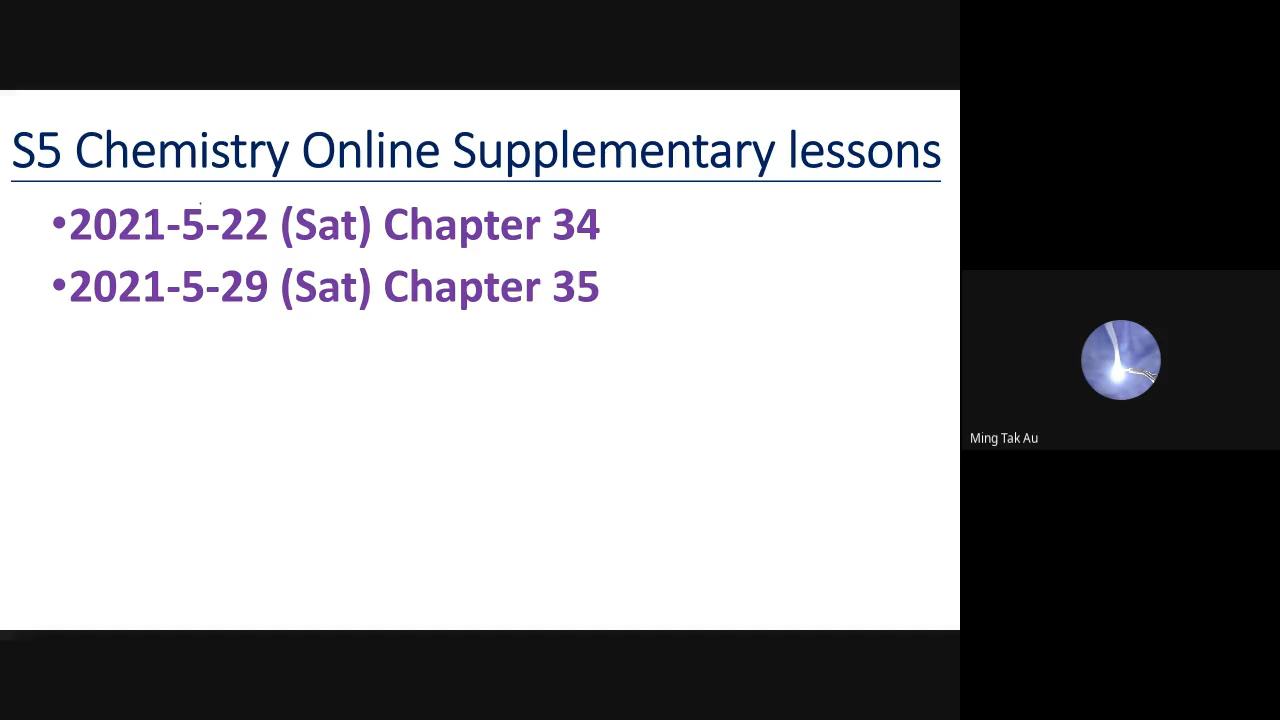 S5 Chemistry Online Supplementary lessons
•2021-5-22 (Sat) Chapter 34
•2021-5-29 (Sat) Chapter 35
Ming Tak Au